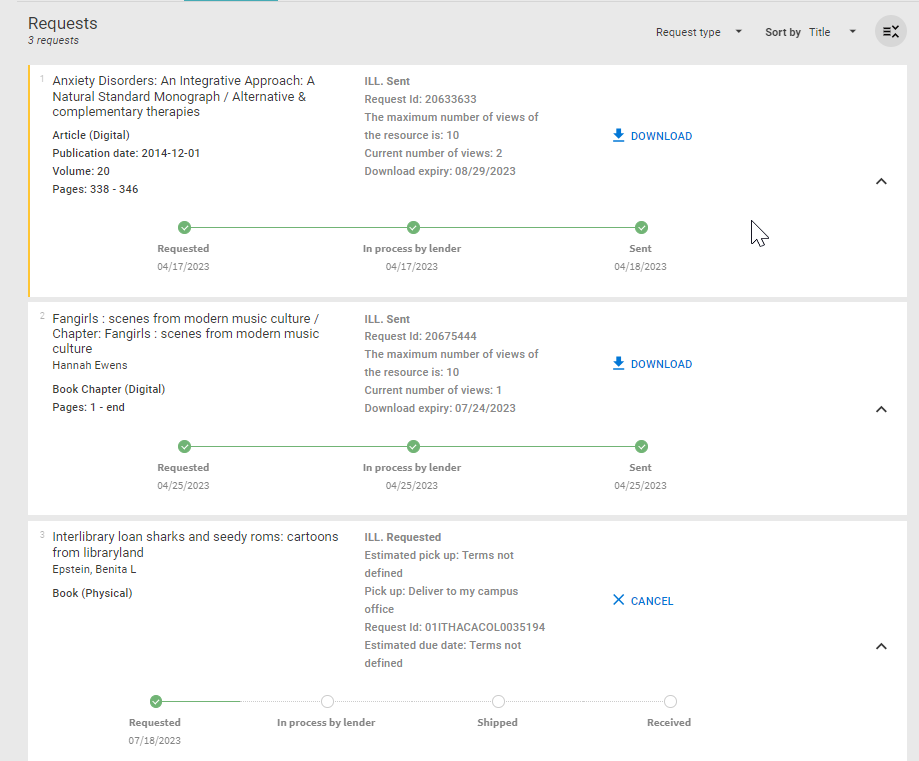 Requests
3 requests
Request type
Sort by Title
1
Anxiety Disorders: An Integrative Approach: A
Natural Standard Monograph / Alternative &
complementary therapies
Article (Digital)
Publication date: 2014-12-01
Volume: 20
Pages: 338 - 346
ILL. Sent
Request Id: 20633633
The maximum number of views of
the resource is: 10
Current number of views: 2
Download expiry: 08/29/2023
DOWNLOAD
Requested In process by lender Sent
04/17/2023 04/17/2023 04/18/2023
2
Fangirls : scenes from modern music culture /
Chapter: Fangirls : scenes from modern music
culture
Hannah Ewens
Book Chapter (Digital)
Pages: 1 - end
ILL. Sent
Request Id: 20675444
The maximum number of views of
the resource is: 10
Current number of views: 1
Download expiry: 07/24/2023
DOWNLOAD
Requested In process by lender Sent
04/25/2023 04/25/2023 04/25/2023
3
Interlibrary loan sharks and seedy roms: cartoons
from libraryland
Epstein, Benita L
Book (Physical)
ILL. Requested
Estimated pick up: Terms not
defined
Pick up: Deliver to my campus
office
Request Id: 01ITHACACOL0035194
Estimated due date: Terms not
defined
CANCEL
Requested In process by lender Shipped Received
07/18/2023